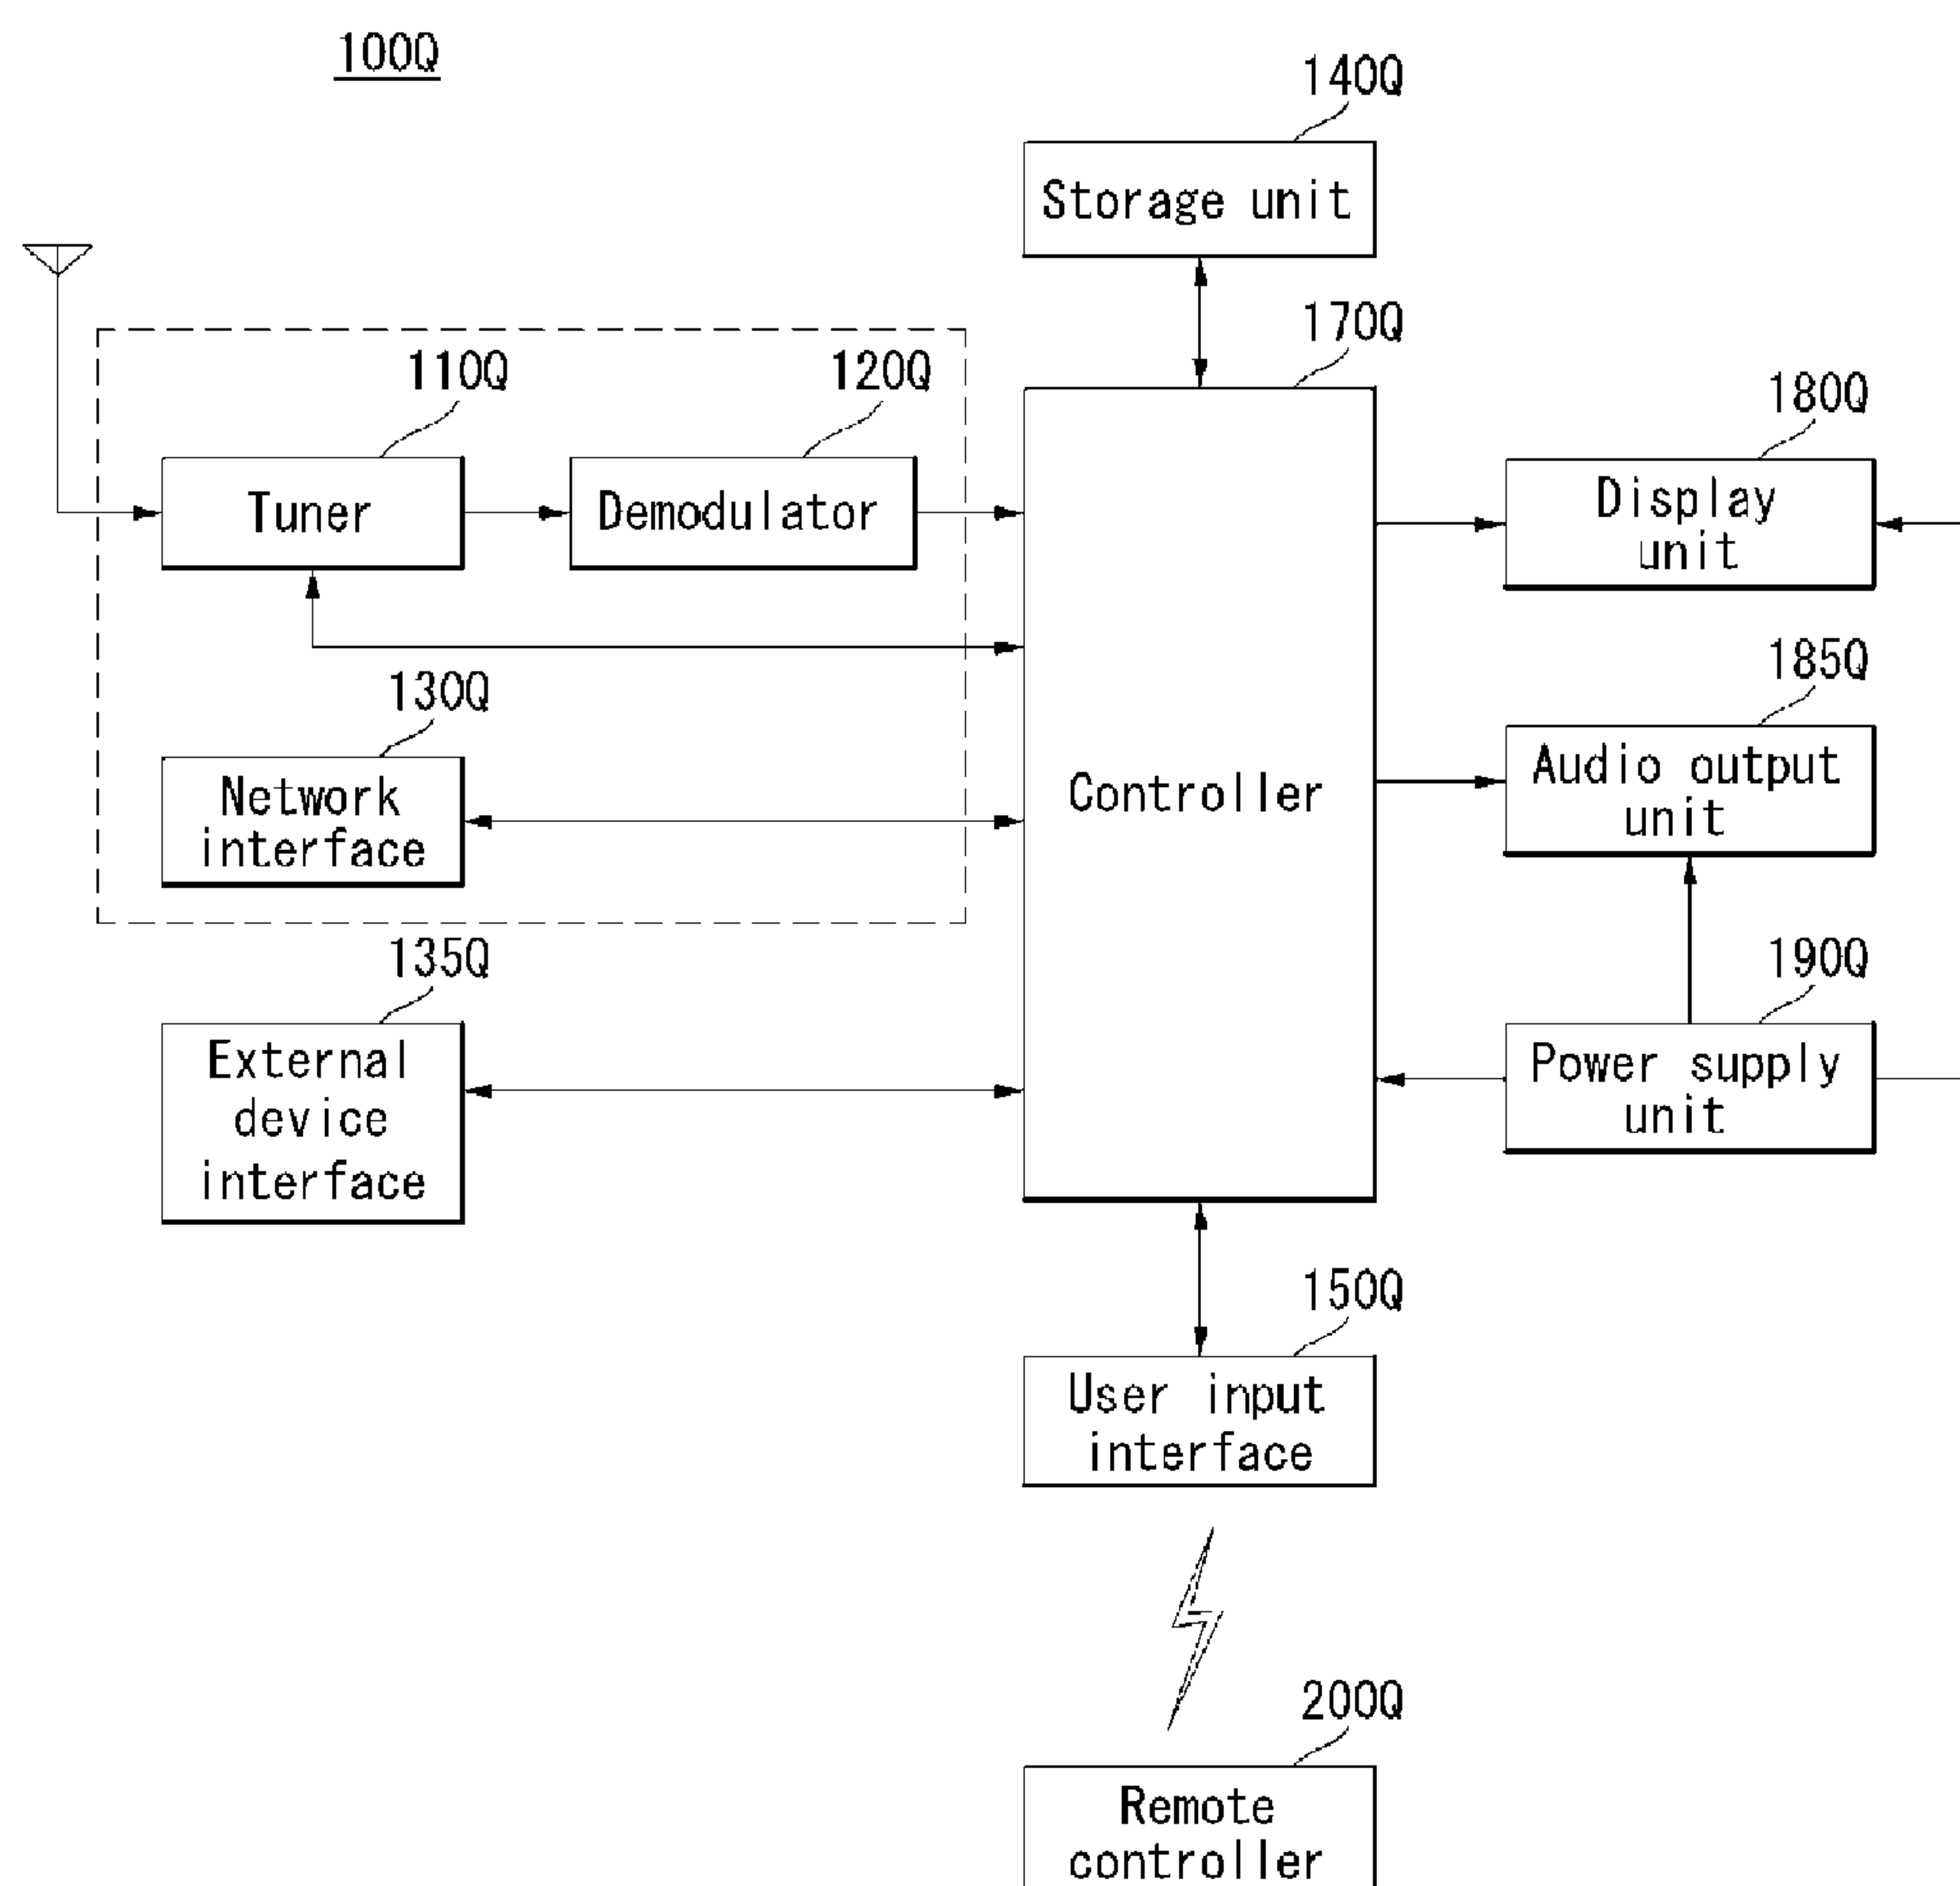 100Q
140Q
Storage unit
170Q
110Q
120Q
180Q
Tuner
Demodulator
Display
unit
130Q
185Q
Network
interface
Controller
Audio output
unit
135Q
190Q
External
device
interface
Power supply
unit
150Q
User input
interface
200Q
Remote
controller